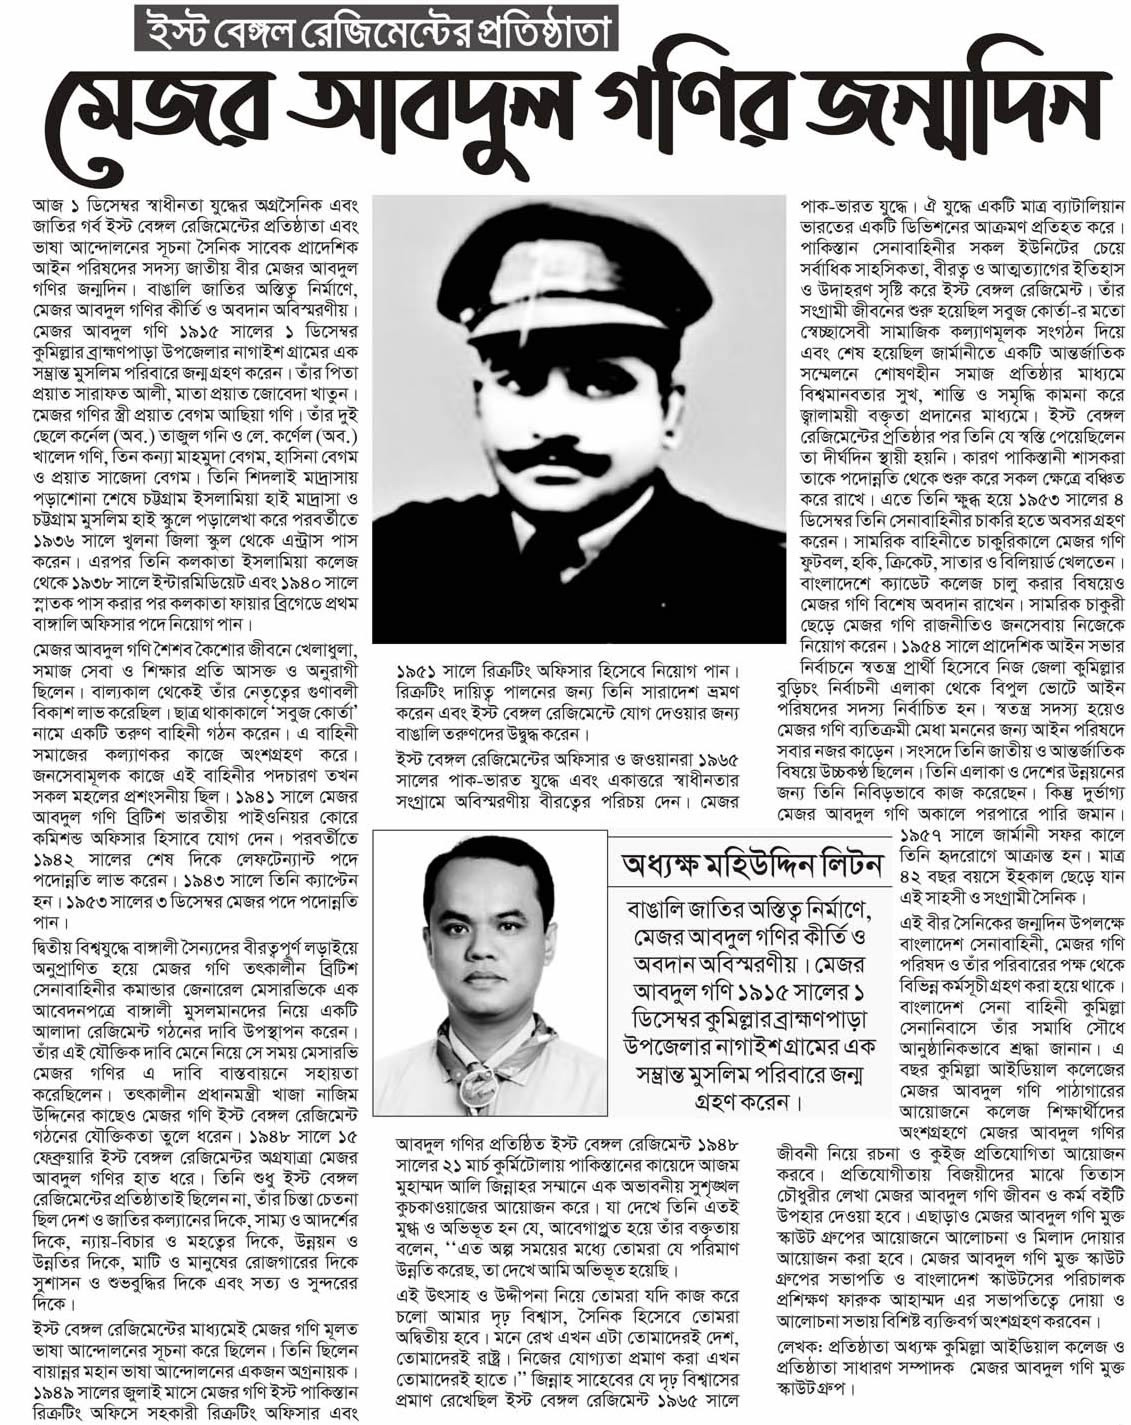 ইস্ট বেঙ্গল রেজিমেন্টের প্রতিষ্ঠাতা
মেজর আবদুল গণির জন্মদিন
আজ ১ ডিসেম্বর স্বাধীনতা যুদ্ধের অগ্রসৈনিক এবং
জাতির গর্ব ইস্ট বেঙ্গল রেজিমেন্টের প্রতিষ্ঠাতা এবং
ভাষা আন্দোলনের সূচনা সৈনিক সাবেক প্রাদেশিক
আইন পরিষদের সদস্য জাতীয় বীর মেজর আবদুল
গণির জন্মদিন। বাঙালি জাতির অস্তিত্ব নির্মাণে,
মেজর আবদুল গণির কীর্তি ও অবদান অবিস্মরণীয়।
মেজর আবদুল গণি ১৯১৫ সালের ১ ডিসেম্বর
কুমিল্লার ব্রাহ্মণপাড়া উপজেলার নাগাইশ গ্রামের এক
সম্ভ্রান্ত মুসলিম পরিবারে জন্ম গ্রহণ করেন। তাঁর পিতা
প্রয়াত সারাফত আলী, মাতা প্রয়াত জোবেদা খাতুন।
মেজর গণির স্ত্রী প্রয়াত বেগম আছিয়া গণি। তাঁর দুই
ছেলে কর্নেল (অব.) তাজুল গনি ও লে. কর্ণেল (অব.)
খালেদ গণি, তিন কন্যা মাহমুদা বেগম, হাসিনা বেগম
ও প্রয়াত সাজেদা বেগম। তিনি শিদলাই মাদ্রাসায়
পড়াশোনা শেষে চট্টগ্রাম ইসলামিয়া হাই মাদ্রাসা ও
চট্টগ্রাম মুসলিম হাই স্কুলে পড়ালেখা করে পরবর্তীতে
১৯৩৬ সালে খুলনা জিলা স্কুল থেকে এন্ট্রাস পাস
করেন। এরপর তিনি কলকাতা ইসলামিয়া কলেজ
থেকে ১৯৩৮ সালে ইন্টারমিডিয়েট এবং ১৯৪০ সালে
স্নাতক পাস করার পর কলকাতা ফায়ার ব্রিগেডে প্রথম
বাঙ্গালি অফিসার পদে নিয়োগ পান।
মেজর আবদুল গণি শৈশব কৈশোর জীবনে খেলাধুলা,
সমাজ সেবা ও শিক্ষার প্রতি আসক্ত ও অনুরাগী
ছিলেন। বাল্যকাল থেকেই তাঁর নেতৃত্বের গুণাবলী
বিকাশ লাভ করেছিল। ছাত্র থাকাকালে ‘সবুজ কোর্তা’
নামে একটি তরুণ বাহিনী গঠন করেন। এ বাহিনী
সমাজের কল্যাণকর কাজে অংশগ্রহণ করে।
জনসেবামূলক কাজে এই বাহিনীর পদচারণ তখন
সকল মহলের প্রশংসনীয় ছিল। ১৯৪১ সালে মেজর
আবদুল গণি ব্রিটিশ ভারতীয় পাইওনিয়র কোরে
কমিশন্ড অফিসার হিসাবে যোগ দেন। পরবর্তীতে
১৯৪২ সালের শেষ দিকে লেফটেন্যান্ট পদে
পদোন্নতি লাভ করেন। ১৯৪৩ সালে তিনি ক্যাপ্টেন
হন। ১৯৫৩ সালের ৩ ডিসেম্বর মেজর পদে পদোন্নতি
পান।
দ্বিতীয় বিশ্বযুদ্ধে বাঙ্গালী সৈন্যদের বীরত্বপূর্ণ লড়াইয়ে
অনুপ্রাণিত হয়ে মেজর গণি তৎকালীন ব্রিটিশ
সেনাবাহিনীর কমান্ডার জেনারেল মেসারভিকে এক
আবেদনপত্রে বাঙ্গালী মুসলমানদের নিয়ে একটি
আলাদা রেজিমেন্ট গঠনের দাবি উপস্থাপন করেন।
তাঁর এই যৌক্তিক দাবি মেনে নিয়ে সে সময় মেসারভি
মেজর গণির এ দাবি বাস্তবায়নে সহায়তা
করেছিলেন। তৎকালীন প্রধানমন্ত্রী খাজা নাজিম
উদ্দিনের কাছেও মেজর গণি ইস্ট বেঙ্গল রেজিমেন্ট
গঠনের যৌক্তিকতা তুলে ধরেন। ১৯৪৮ সালে ১৫
ফেব্রুয়ারি ইস্ট বেঙ্গল রেজিমেন্টর অগ্রযাত্রা মেজর
আবদুল গণির হাত ধরে। তিনি শুধু ইস্ট বেঙ্গল
রেজিমেন্টের প্রতিষ্ঠাতাই ছিলেন না, তাঁর চিন্তা চেতনা
ছিল দেশ ও জাতির কল্যানের দিকে, সাম্য ও আদর্শের
দিকে, ন্যায়-বিচার ও মহত্বের দিকে, উন্নয়ন ও
উন্নতির দিকে, মাটি ও মানুষের রোজগারের দিকে
সুশাসন ও শুভবুদ্ধির দিকে এবং সত্য ও সুন্দরের
দিকে।
ইস্ট বেঙ্গল রেজিমেন্টের মাধ্যমেই মেজর গণি মূলত
ভাষা আন্দোলনের সূচনা করে ছিলেন। তিনি ছিলেন
বায়ান্নর মহান ভাষা আন্দোলনের একজন অগ্রনায়ক।
১৯৪৯ সালের জুলাই মাসে মেজর গণি ইস্ট পাকিস্তান
রিক্রুটিং অফিসে সহকারী রিক্রটিং অফিসার এবং
১৯৫১ সালে রিক্রটিং অফিসার হিসেবে নিয়োগ পান।
রিক্রটিং দায়িত্ব পালনের জন্য তিনি সারাদেশ ভ্রমণ
করেন এবং ইস্ট বেঙ্গল রেজিমেন্টে যোগ দেওয়ার জন্য
বাঙালি তরুণদের উদ্বুদ্ধ করেন।
ইস্ট বেঙ্গল রেজিমেন্টের অফিসার ও জওয়ানরা ১৯৬৫
সালের পাক-ভারত যুদ্ধে এবং একাত্তরে স্বাধীনতার
সংগ্রামে অবিস্মরণীয় বীরত্বের পরিচয় দেন। মেজর
অধ্যক্ষ মহিউদ্দিন লিটন
বাঙালি জাতির অস্তিত্ব নির্মাণে,
মেজর আবদুল গণির কীর্তি ও
অবদান অবিস্মরণীয়। মেজর
আবদুল গণি ১৯১৫ সালের ১
ডিসেম্বর কুমিল্লার ব্রাহ্মণপাড়া
উপজেলার নাগাইশ গ্রামের এক
সম্ভ্রান্ত মুসলিম পরিবারে জন্ম
গ্রহণ করেন।
আবদুল গণির প্রতিষ্ঠিত ইস্ট বেঙ্গল রেজিমেন্ট ১৯৪৮
সালের ২১ মার্চ কুর্মিটোলায় পাকিস্তানের কায়েদে আজম
মুহাম্মদ আলি জিন্নাহর সম্মানে এক অভাবনীয় সুশৃঙ্খল
কুচকাওয়াজের আয়োজন করে। যা দেখে তিনি এতই
মুগ্ধ ও অভিভূত হন যে, আবেগাপ্লুত হয়ে তাঁর বক্তৃতায়
বলেন, ‘‘এত অল্প সময়ের মধ্যে তোমরা যে পরিমাণ
উন্নতি করেছ, তা দেখে আমি অভিভূত হয়েছি।
এই উৎসাহ ও উদ্দীপনা নিয়ে তোমরা যদি কাজ করে
চলো আমার দৃঢ় বিশ্বাস, সৈনিক হিসেবে তোমরা
অদ্বিতীয় হবে। মনে রেখ এখন এটা তোমাদেরই দেশ,
তোমাদেরই রাষ্ট্র। নিজের যোগ্যতা প্রমাণ করা এখন
তোমাদেরই হাতে।” জিন্নাহ সাহেবের যে দৃঢ় বিশ্বাসের
প্রমাণ রেখেছিল ইস্ট বেঙ্গল রেজিমেন্ট ১৯৬৫ সালে
পাক-ভারত যুদ্ধে। ঐ যুদ্ধে একটি মাত্র ব্যাটালিয়ান
ভারতের একটি ডিভিশনের আক্রমণ প্রতিহত করে।
পাকিস্তান সেনাবাহিনীর সকল ইউনিটের চেয়ে
সর্বাধিক সাহসিকতা, বীরত্ব ও আত্মত্যাগের ইতিহাস
ও উদাহরণ সৃষ্টি করে ইস্ট বেঙ্গল রেজিমেন্ট। তাঁর
সংগ্রামী জীবনের শুরু হয়েছিল সবুজ কোর্তা-র মতো
স্বেচ্ছাসেবী সামাজিক কল্যাণমূলক সংগঠন দিয়ে
এবং শেষ হয়েছিল জার্মানীতে একটি আন্তর্জাতিক
সম্মেলনে শোষণহীন সমাজ প্রতিষ্ঠার মাধ্যমে
বিশ্বমানবতার সুখ, শান্তি ও সমৃদ্ধি কামনা করে
জ্বালাময়ী বক্তৃতা প্রদানের মাধ্যমে। ইস্ট বেঙ্গল
রেজিমেন্টের প্রতিষ্ঠার পর তিনি যে স্বস্তি পেয়েছিলেন
তা দীর্ঘদিন স্থায়ী হয়নি। কারণ পাকিস্তানী শাসকরা
তাকে পদোন্নতি থেকে শুরু করে সকল ক্ষেত্রে বঞ্চিত
করে রাখে। এতে তিনি ক্ষুব্ধ হয়ে ১৯৫৩ সালের ৪
ডিসেম্বর তিনি সেনাবাহিনীর চাকরি হতে অবসর গ্রহণ
করেন। সামরিক বাহিনীতে চাকুরিকালে মেজর গণি
ফুটবল, হকি, ক্রিকেট, সাতার ও বিলিয়ার্ড খেলতেন।
বাংলাদেশে ক্যাডেট কলেজ চালু করার বিষয়েও
মেজর গণি বিশেষ অবদান রাখেন। সামরিক চাকুরী
ছেড়ে মেজর গণি রাজনীতিও জনসেবায় নিজেকে
নিয়োগ করেন। ১৯৫৪ সালে প্রাদেশিক আইন সভার
নির্বাচনে স্বতন্ত্র প্রার্থী হিসেবে নিজ জেলা কুমিল্লার
বুড়িচং নির্বাচনী এলাকা থেকে বিপুল ভোটে আইন
পরিষদের সদস্য নির্বাচিত হন। স্বতন্ত্র সদস্য হয়েও
মেজর গণি ব্যতিক্রমী মেধা মননের জন্য আইন পরিষদে
সবার নজর কাড়েন। সংসদে তিনি জাতীয় ও আন্তর্জাতিক
বিষয়ে উচ্চকণ্ঠ ছিলেন। তিনি এলাকা ও দেশের উন্নয়নের
জন্য তিনি নিবিড়ভাবে কাজ করেছেন। কিন্তু দুর্ভাগ্য
মেজর আবদুল গণি অকালে পরপারে পারি জমান।
১৯৫৭ সালে জার্মানী সফর কালে
তিনি হৃদরোগে আক্রান্ত হন। মাত্র
৪২ বছর বয়সে ইহকাল ছেড়ে যান
এই সাহসী ও সংগ্রামী সৈনিক।
এই বীর সৈনিকের জন্মদিন উপলক্ষে
বাংলাদেশ সেনাবাহিনী, মেজর গণি
পরিষদ ও তাঁর পরিবারের পক্ষ থেকে
বিভিন্ন কর্মসূচী গ্রহণ করা হয়ে থাকে।
বাংলাদেশ সেনা বাহিনী কুমিল্লা
সেনানিবাসে তাঁর সমাধি সৌধে
আনুষ্ঠানিকভাবে শ্রদ্ধা জানান। এ
বছর কুমিল্লা আইডিয়াল কলেজের
মেজর আবদুল গণি পাঠাগারের
আয়োজনে কলেজ শিক্ষার্থীদের
অংশগ্রহণে মেজর আবদুল গণির
জীবনী নিয়ে রচনা ও কুইজ প্রতিযোগিতা আয়োজন
করবে। প্রতিযোগীতায় বিজয়ীদের মাঝে তিতাস
চৌধুরীর লেখা মেজর আবদুল গণি জীবন ও কর্ম বইটি
উপহার দেওয়া হবে। এছাড়াও মেজর আবদুল গণি মুক্ত
স্কাউট গ্রুপের আয়োজনে আলোচনা ও মিলাদ দোয়ার
আয়োজন করা হবে। মেজর আবদুল গণি মুক্ত স্কাউট
গ্রুপের সভাপতি ও বাংলাদেশ স্কাউটসের পরিচালক
প্রশিক্ষণ ফারুক আহাম্মদ এর সভাপতিত্বে দোয়া ও
আলোচনা সভায় বিশিষ্ট ব্যক্তিবর্গ অংশগ্রহণ করবেন।
লেখক: প্রতিষ্ঠাতা অধ্যক্ষ কুমিল্লা আইডিয়াল কলেজ ও
প্রতিষ্ঠাতা সাধারণ সম্পাদক মেজর আবদুল গণি মুক্ত
স্কাউট গ্রুপ।